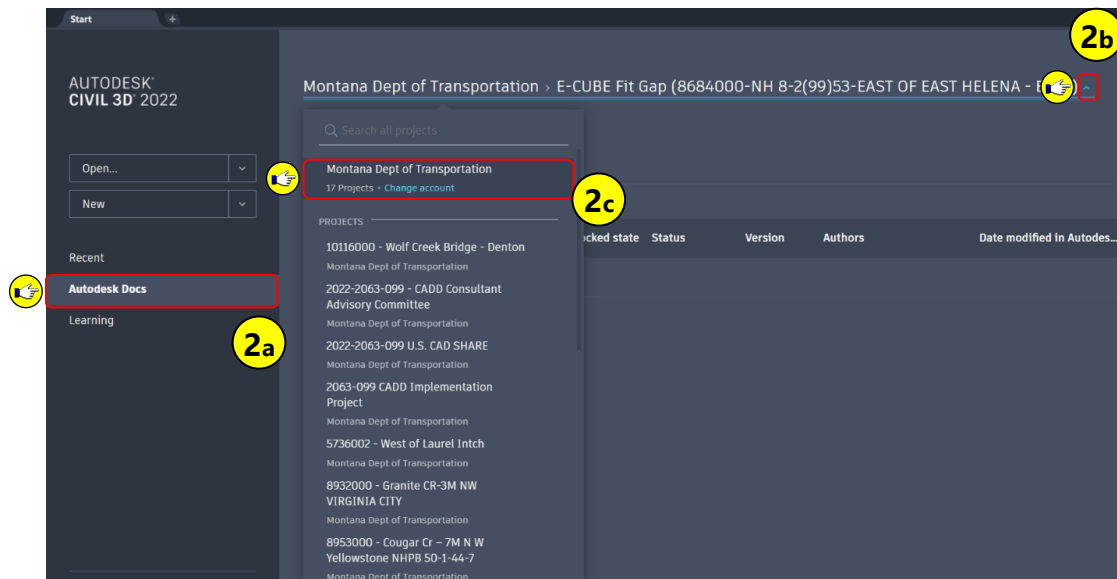 Start
+
2b
AUTODESK®
CIVIL 3D® 2022
Montana Dept of Transportation › E-CUBE Fit Gap (8684000-NH 8-2(99)53-EAST OF EAST HELENA - E
Search all projects
Open...
Montana Dept of Transportation
17 Projects • Change account
2c
New
PROJECTS
ocked state Status Version Authors Date modified in Autodes...
10116000 - Wolf Creek Bridge - Denton
Montana Dept of Transportation
Recent
Autodesk Docs
2022-2063-099 - CADD Consultant
Advisory Committee
Montana Dept of Transportation
Learning
2a
2022-2063-099 U.S. CAD SHARE
Montana Dept of Transportation
2063-099 CADD Implementation
Project
Montana Dept of Transportation
5736002 - West of Laurel Intch
Montana Dept of Transportation
8932000 - Granite CR-3M NW
VIRGINIA CITY
Montana Dept of Transportation
8953000 - Cougar Cr – 7M N W
Yellowstone NHPB 50-1-44-7
Montana Dept of Transportation